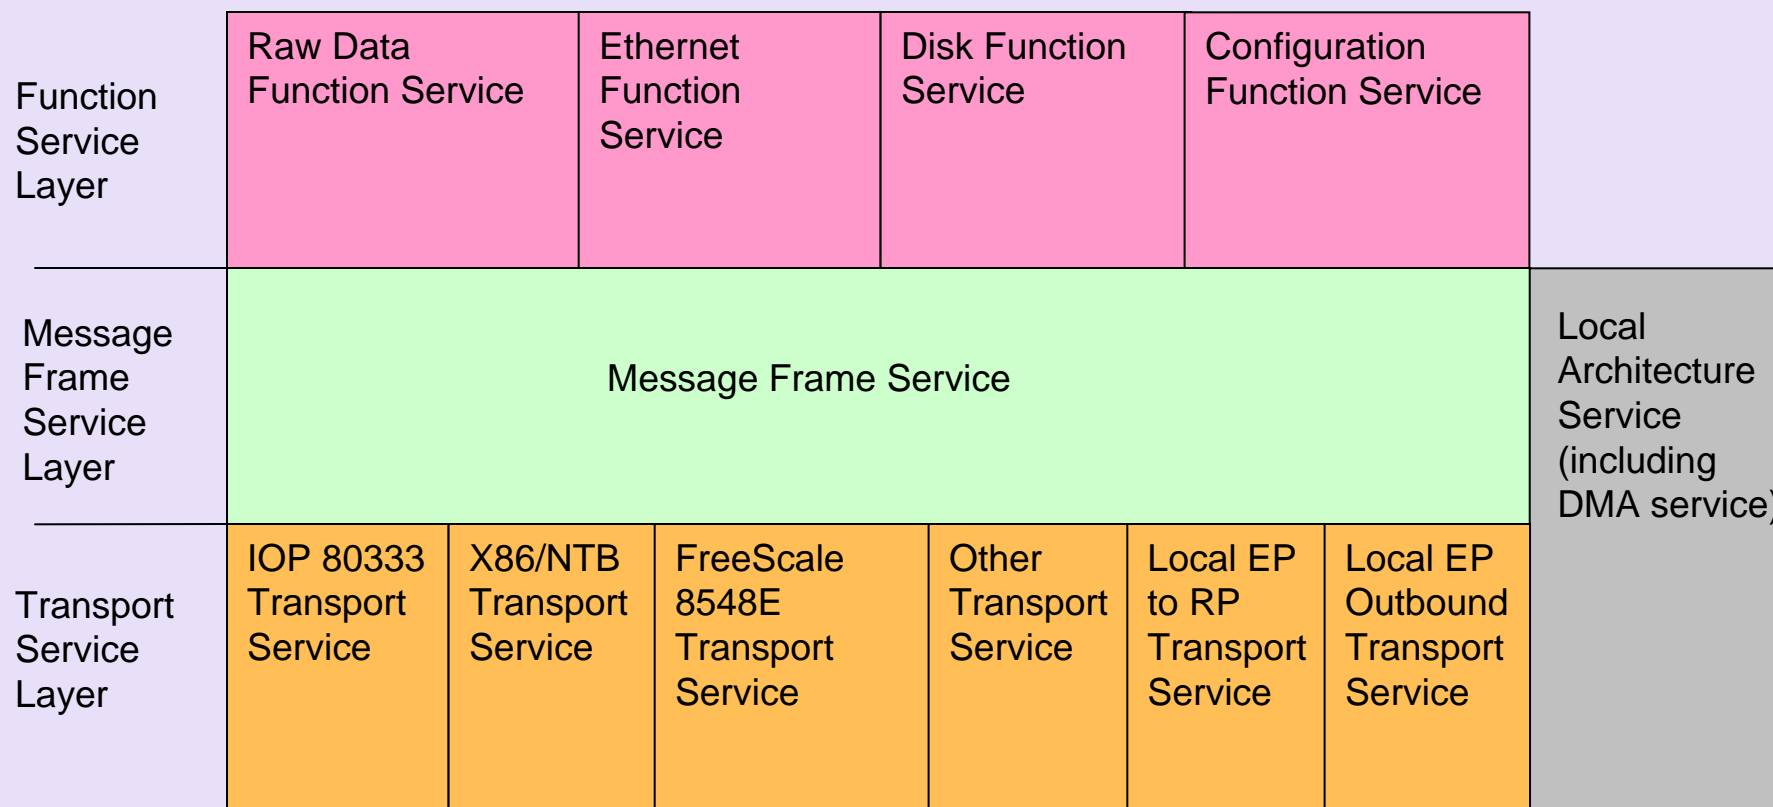 Function
Service
Layer
Raw Data
Function Service
Ethernet
Function
Service
Disk Function
Service
Configuration
Function Service
Message
Frame
Service
Layer
Message Frame Service
Local
Architecture
Service
(including
DMA service)
Transport
Service
Layer
IOP 80333
Transport
Service
X86/NTB
Transport
Service
FreeScale
8548E
Transport
Service
Other
Transport
Service
Local EP
to RP
Transport
Service
Local EP
Outbound
Transport
Service